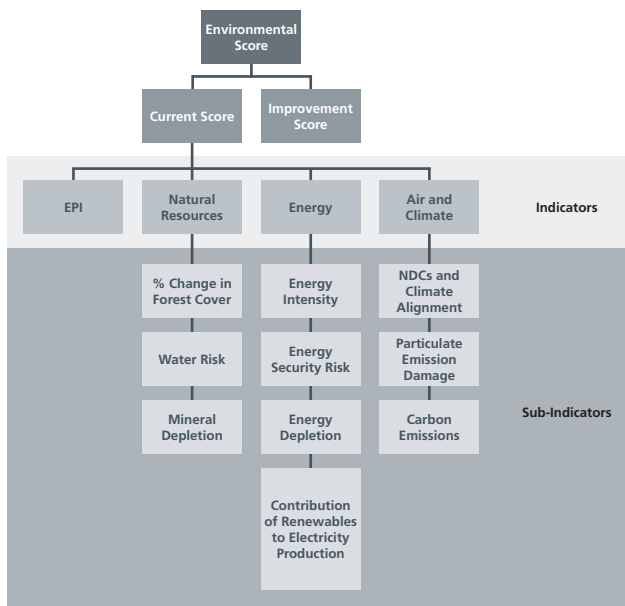 Environmental
Score
Current Score
Improvement
Score
EPI
Natural
Resources
Energy
Air and
Climate
Indicators
% Change in
Forest Cover
Energy
Intensity
NDCs and
Climate
Alignment
Water Risk
Energy
Security Risk
Particulate
Emission
Damage
Mineral
Depletion
Energy
Depletion
Carbon
Emissions
Sub-Indicators
Contribution
of Renewables
to Electricity
Production